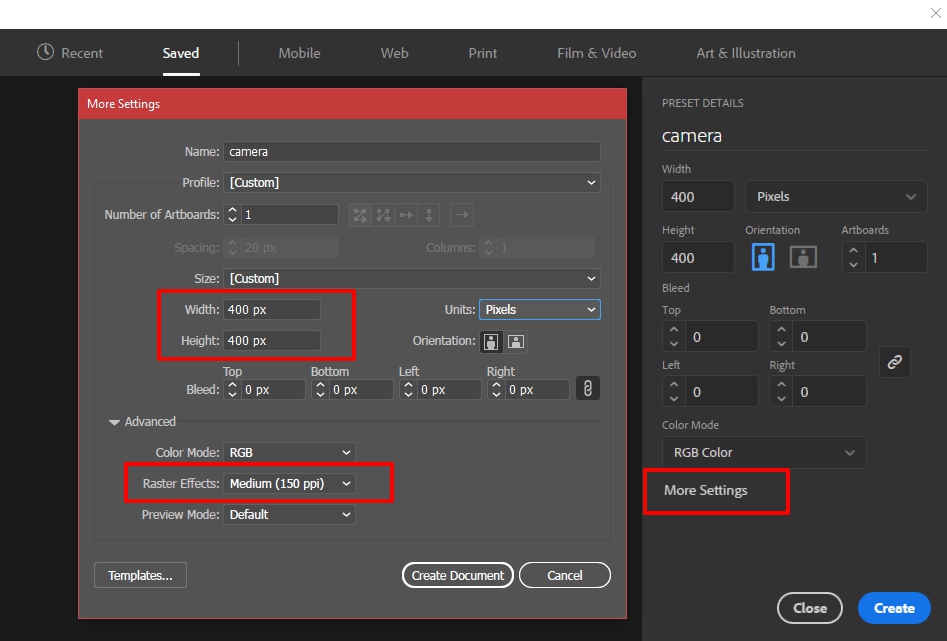 Recent Saved Mobile Web Print Film & Video Art & Illustration
More Settings
Name: camera
Profile: [Custom]
Number of Artboards: 1
Spacing: 20 px Columns: 1
Size: [Custom]
Width: 400 px Units: Pixels
Height: 400 px Orientation:
Top Bottom Left Right
Bleed: 0 px 0 px 0 px 0 px
Advanced
Color Mode: RGB
Raster Effects: Medium (150 ppi)
Preview Mode: Default
Templates... Create Document Cancel
PRESET DETAILS
camera
Width
400 Pixels
Height Orientation Artboards
400 1
Bleed
Top Bottom
0 0
Left Right
0 0
Color Mode
RGB Color
More Settings
Close Create